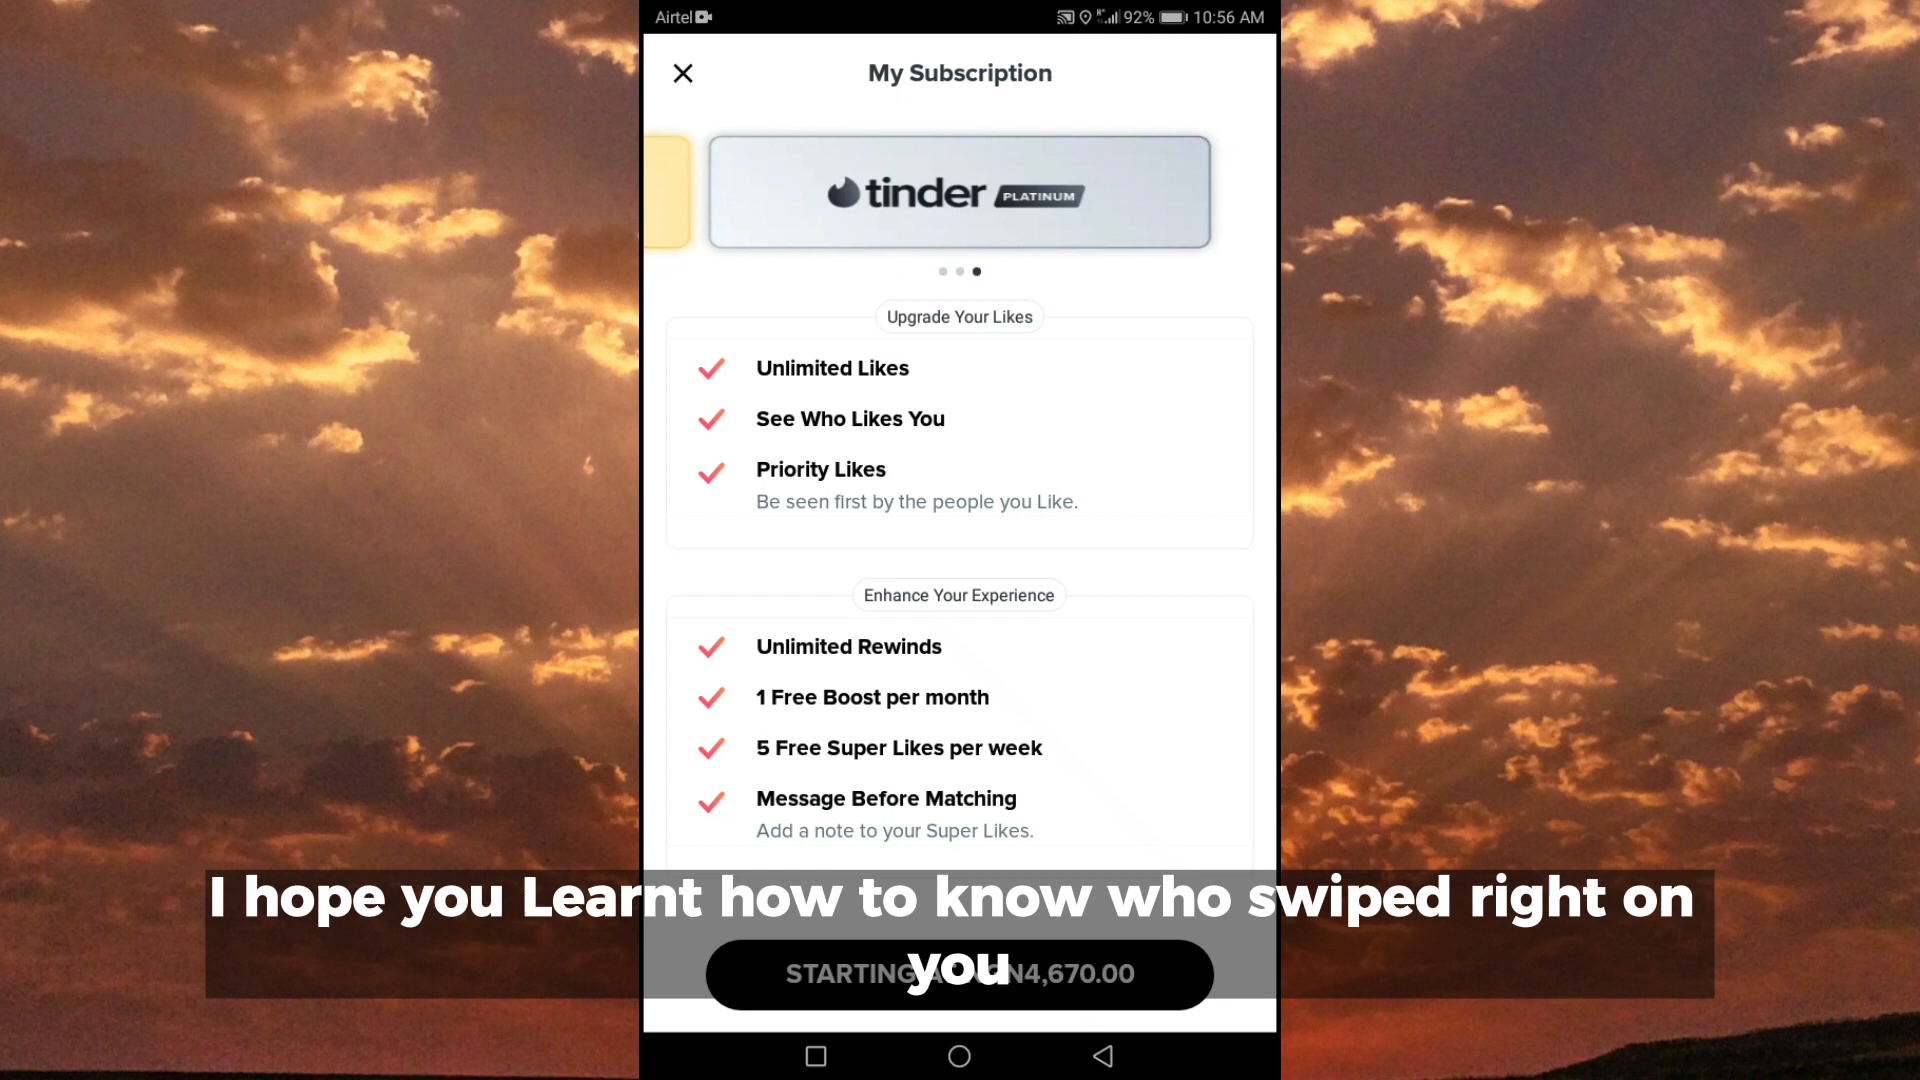 Airtel
92% 10:56 AM
My Subscription
tinder PLATINUM
Upgrade Your Likes
Unlimited Likes
See Who Likes You
Priority Likes
Be seen first by the people you Like.
Enhance Your Experience
Unlimited Rewinds
1 Free Boost per month
5 Free Super Likes per week
Message Before Matching
Add a note to your Super Likes.
I hope you Learnt how to know who swiped right on
you
STARTING 4,670.00